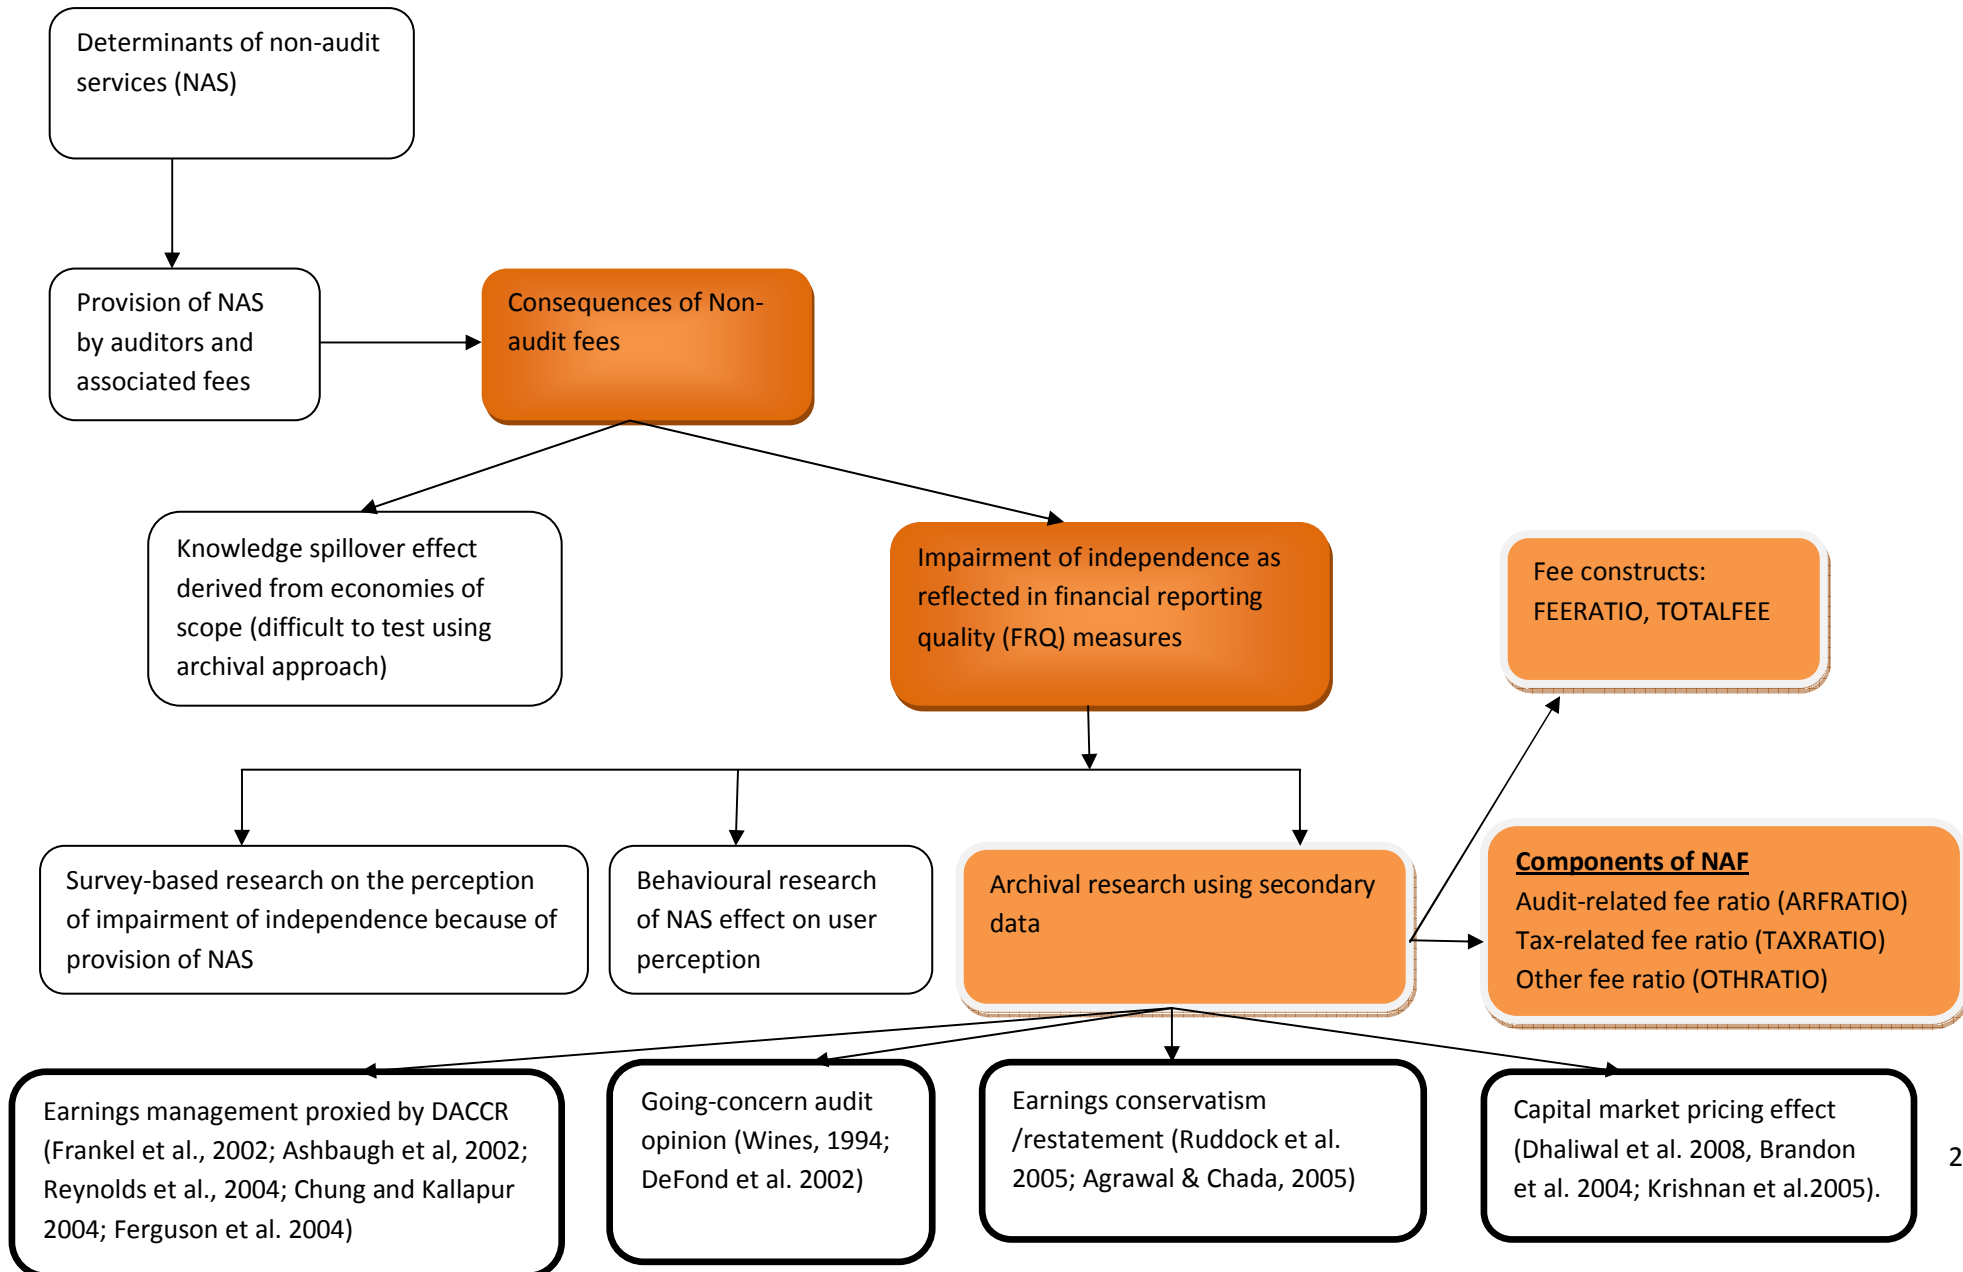 Determinants of non-audit
services (NAS)
Provision of NAS
by auditors and
associated fees
Consequences of Non-
audit fees
Knowledge spillover effect
derived from economies of
scope (difficult to test using
archival approach)
Impairment of independence as
reflected in financial reporting
quality (FRQ) measures
Fee constructs:
FEERATIO, TOTALFEE
Survey-based research on the perception
of impairment of independence because of
provision of NAS
Behavioural research
of NAS effect on user
perception
Archival research using secondary
data
Components of NAF
Audit-related fee ratio (ARFRATIO)
Tax-related fee ratio (TAXRATIO)
Other fee ratio (OTHRATIO)
Earnings management proxied by DACCR
(Frankel et al., 2002; Ashbaugh et al, 2002;
Reynolds et al., 2004; Chung and Kallapur
2004; Ferguson et al. 2004)
Going-concern audit
opinion (Wines, 1994;
DeFond et al. 2002)
Earnings conservatism
/restatement (Ruddock et al.
2005; Agrawal & Chada, 2005)
Capital market pricing effect
(Dhaliwal et al. 2008, Brandon
et al. 2004; Krishnan et al.2005).
2